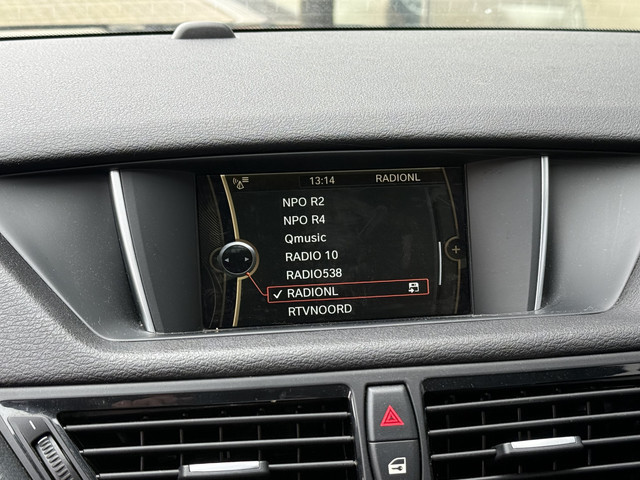 13:14 RADIONL
NPO R2
NPO R4
Qmusic
RADIO 10
RADIO538
RADIONL
RTVNOORD